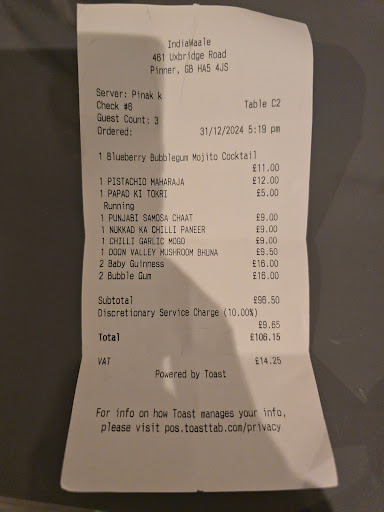 IndiaWaale
461 Uxbridge Road
Pinner, GB HA5 4JS
Server: Pinak k
Check #6 Table C2
Guest Count: 3
Ordered: 31/12/2024 5:19 pm
1 Blueberry Bubblegum Mojito Cocktail
£11.00
1 PISTACHIO MAHARAJA £12.00
1 PAPAD KI TOKRI £5.00
Running
1 PUNJABI SAMOSA CHAAT £9.00
1 NUKKAD KA CHILLI PANEER £9.00
1 CHILLI GARLIC MOGO £9.00
1 DOON VALLEY MUSHROOM BHUNA £9.50
2 Baby Guinness £16.00
2 Bubble Gum £16.00
Subtotal £96.50
Discretionary Service Charge (10.00%)
£9.65
Total £106.15
VAT £14.25
Powered by Toast
For info on how Toast manages your info,
please visit pos.toasttab.com/privacy